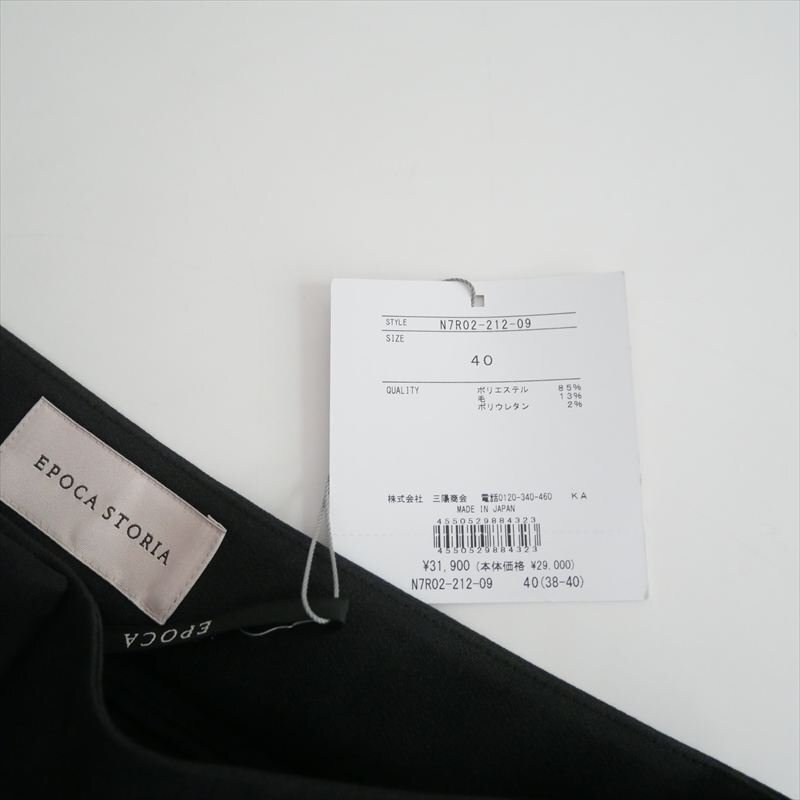 STYLE N7R02-212-09
SIZE
40
QUALITY ポリエステル 85%
毛 13%
ポリウレタン 2%
株式会社 三陽商会 電話0120-340-460 KA
MADE IN JAPAN
4550529884323
4550529884323
¥31,900 (本体価格 ¥29,000)
N7R02-212-09 40(38-40)
EPOCA STORIA
EPOCA